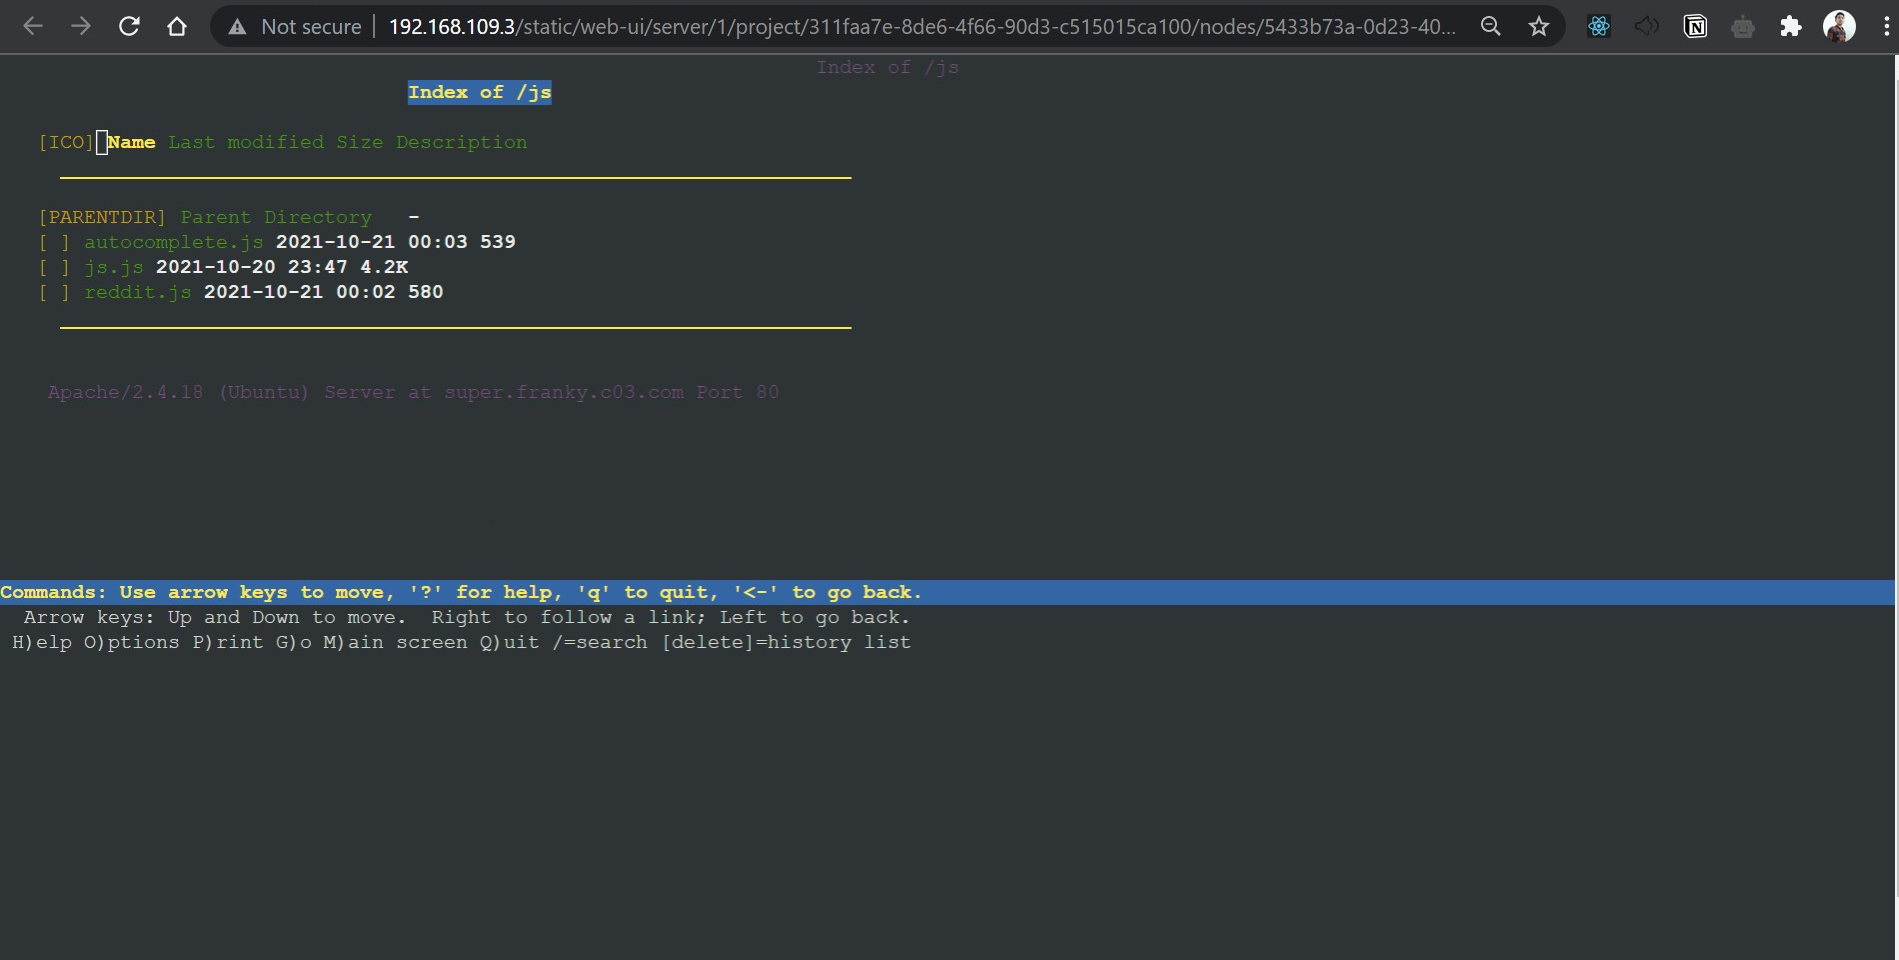 Not secure | 192.168.109.3/static/web-ui/server/1/project/311faa7e-8de6-4f66-90d3-c515015ca100/nodes/5433b73a-0d23-40...
Index of /js
Index of /js
[ICO] Name Last modified Size Description
[PARENTDIR] Parent Directory -
[ ] autocomplete.js 2021-10-21 00:03 539
[ ] js.js 2021-10-20 23:47 4.2K
[ ] reddit.js 2021-10-21 00:02 580
Apache/2.4.18 (Ubuntu) Server at super.franky.c03.com Port 80
Commands: Use arrow keys to move, '?' for help, 'q' to quit, '<-' to go back.
Arrow keys: Up and Down to move. Right to follow a link; Left to go back.
H)elp O)ptions P)rint G)o M)ain screen Q)uit /=search [delete]=history list